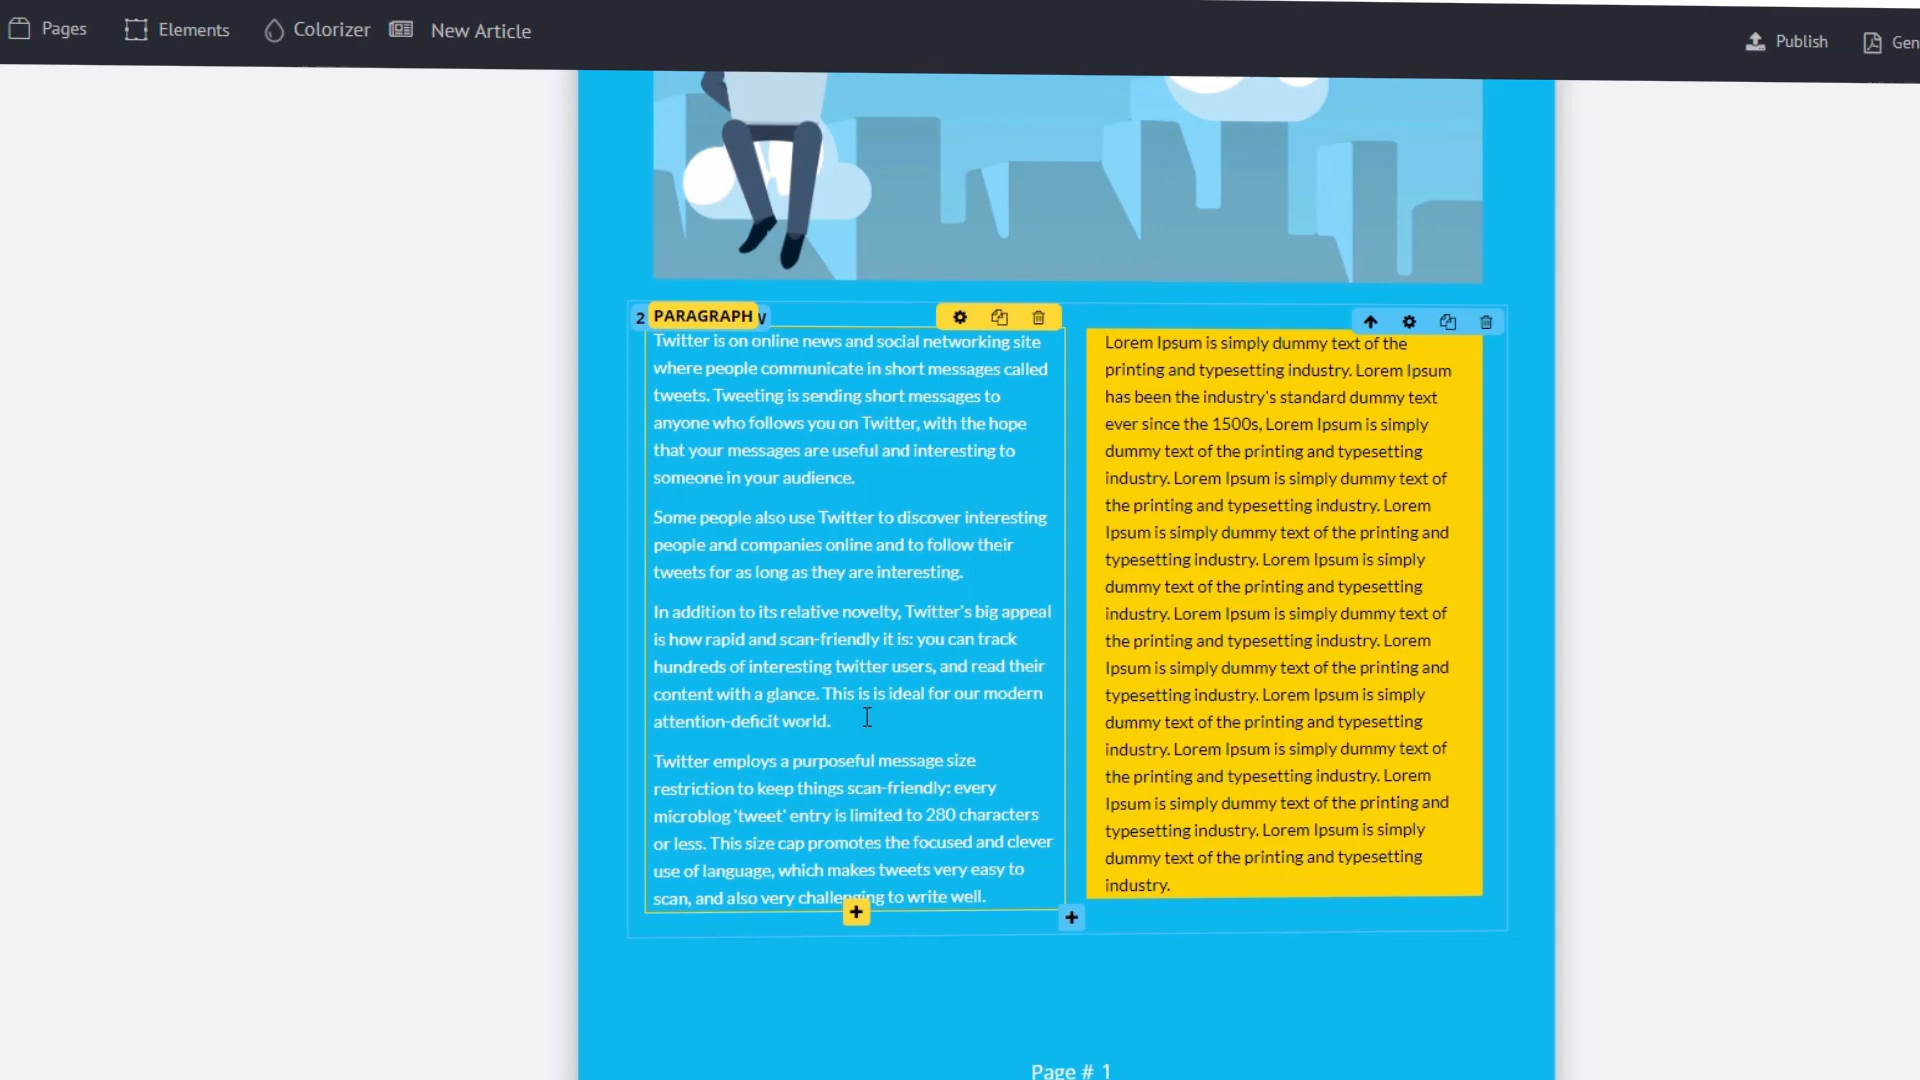 Pages
Elements
Colorizer
New Article
Publish
Gen
2
PARAGRAPH
Twitter is on online news and social networking site
where people communicate in short messages called
tweets. Tweeting is sending short messages to
anyone who follows you on Twitter, with the hope
that your messages are useful and interesting to
someone in your audience.
Some people also use Twitter to discover interesting
people and companies online and to follow their
tweets for as long as they are interesting.
In addition to its relative novelty, Twitter's big appeal
is how rapid and scan-friendly it is: you can track
hundreds of interesting twitter users, and read their
content with a glance. This is is ideal for our modern
attention-deficit world.
Twitter employs a purposeful message size
restriction to keep things scan-friendly: every
microblog 'tweet' entry is limited to 280 characters
or less. This size cap promotes the focused and clever
use of language, which makes tweets very easy to
scan, and also very challenging to write well.
Lorem Ipsum is simply dummy text of the
printing and typesetting industry. Lorem Ipsum
has been the industry's standard dummy text
ever since the 1500s, Lorem Ipsum is simply
dummy text of the printing and typesetting
industry. Lorem Ipsum is simply dummy text of
the printing and typesetting industry. Lorem
Ipsum is simply dummy text of the printing and
typesetting industry. Lorem Ipsum is simply
dummy text of the printing and typesetting
industry. Lorem Ipsum is simply dummy text of
the printing and typesetting industry. Lorem
Ipsum is simply dummy text of the printing and
typesetting industry. Lorem Ipsum is simply
dummy text of the printing and typesetting
industry. Lorem Ipsum is simply dummy text of
the printing and typesetting industry. Lorem
Ipsum is simply dummy text of the printing and
typesetting industry. Lorem Ipsum is simply
dummy text of the printing and typesetting
industry.
Page # 1